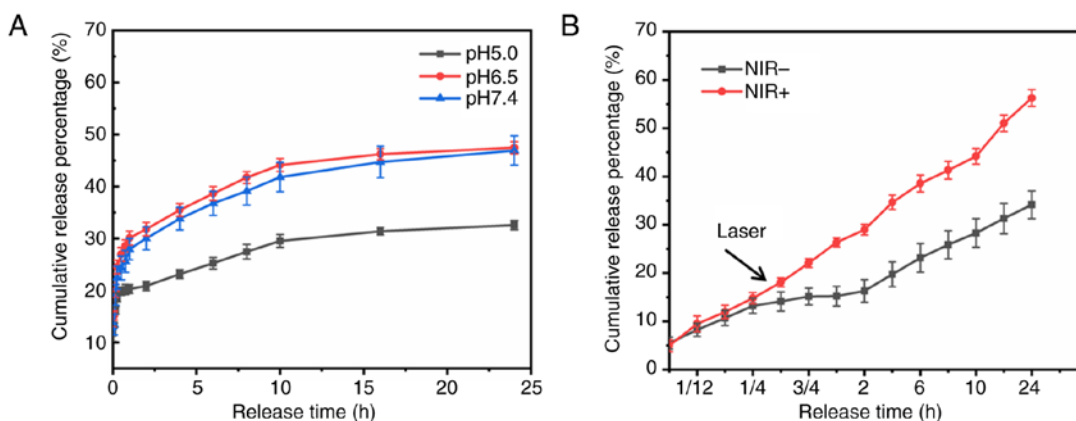 A
Cumulative release percentage (%)
70
60
50
40
30
20
10
pH5.0
pH6.5
pH7.4
0 5 10 15 20 25
Release time (h)
B
Cumulative release percentage (%)
70
60
50
40
30
20
10
0
NIR−
NIR+
Laser
1/12 1/4 3/4 2 6 10 24
Release time (h)